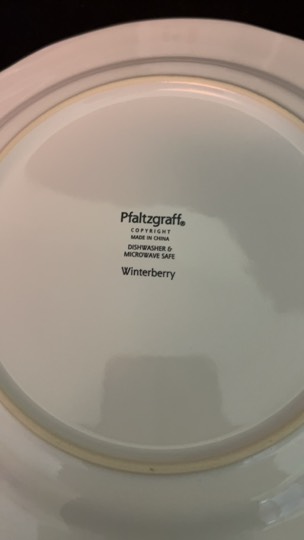 Pfaltzgraff®
COPYRIGHT
MADE IN CHINA
DISHWASHER &
MICROWAVE SAFE
Winterberry